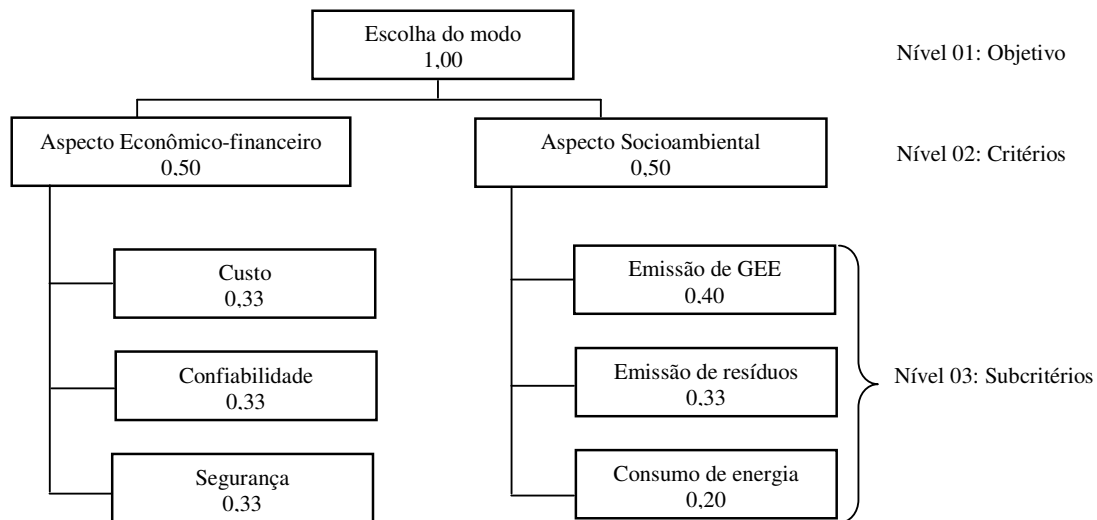 Escolha do modo
1,00
Nível 01: Objetivo
Aspecto Econômico-financeiro
0,50
Aspecto Socioambiental
0,50
Nível 02: Critérios
Custo
0,33
Emissão de GEE
0,40
Confiabilidade
0,33
Emissão de resíduos
0,33
Nível 03: Subcritérios
Segurança
0,33
Consumo de energia
0,20